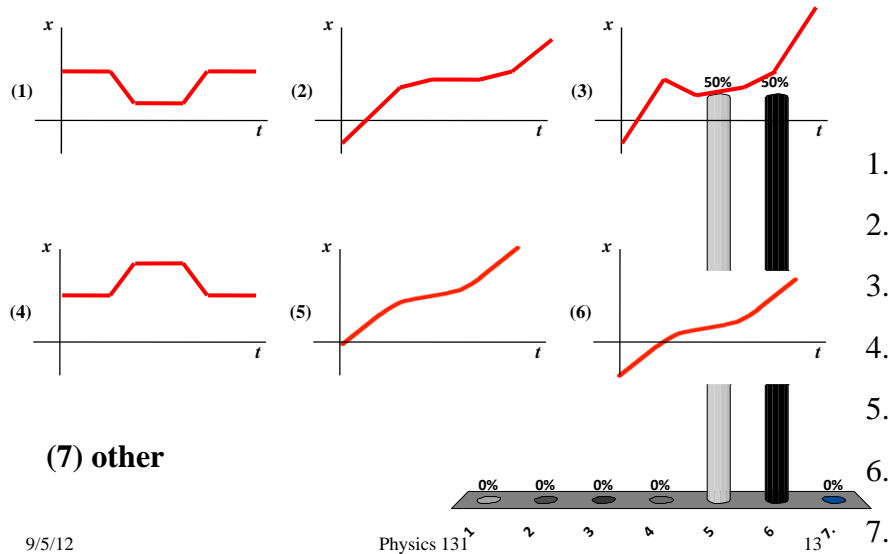 x
x
x
(1)
(2)
(3)
50%
50%
t
t
t
1.
2.
x
x
x
3.
(4)
(5)
(6)
4.
t
t
t
5.
(7) other
6.
0%
0%
0%
0%
0%
1
2
3
4
5
6
7.
7.
9/5/12
Physics 131
13